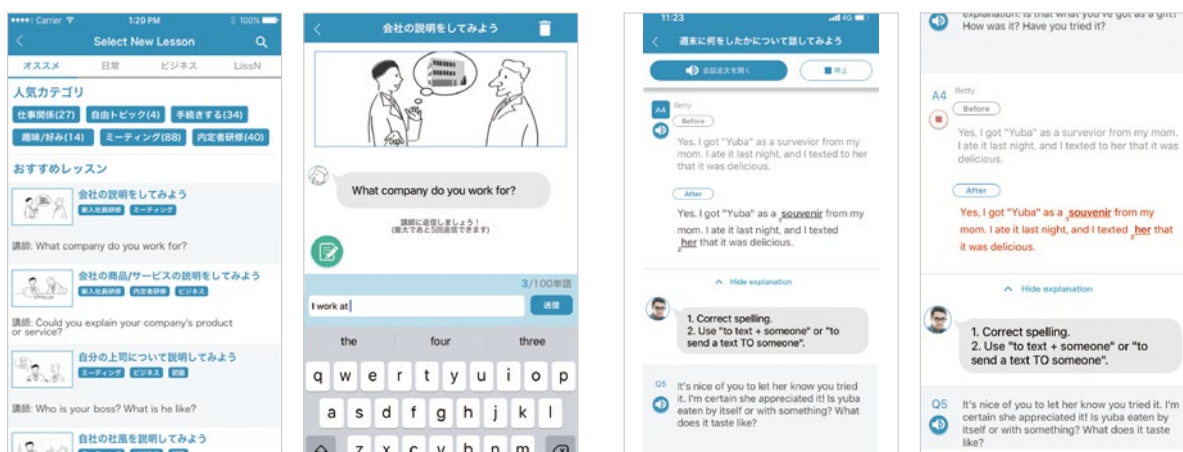 Carrier
1:20 PM
100%
Select New Lesson
オススメ
日常
ビジネス
LissN
人気カテゴリ
仕事関係(27)
自由トピック(4)
手続きする(34)
趣味/好み(14)
ミーティング(88)
内定者研修(40)
おすすめレッスン
会社の説明をしてみよう
新入社員研修
ミーティング
講師: What company do you work for?
会社の商品/サービスの説明をしてみよう
新入社員研修
内定者研修
ビジネス
講師: Could you explain your company's product
or service?
自分の上司について説明してみよう
ミーティング
ビジネス
初級
講師: Who is your boss? What is he like?
自社の社風を説明してみよう
会社の説明をしてみよう
What company do you work for?
講師に返信しましょう！
(最大であと5回返信できます)
3/100単語
I work at
送信
the
four
three
q w e r t y u i o p
a s d f g h j k l
z x c v b n m
11:23
4G
週末に何をしたかについて話してみよう
会話全文を聞く
停止
A4
Betty
Before
Yes, I got "Yuba" as a survevior from my
mom. I ate it last night, and I texted to her
that it was delicious.
After
Yes, I got "Yuba" as a 1 souvenir from my
mom. I ate it last night, and I texted
2 her that it was delicious.
Hide explanation
1. Correct spelling.
2. Use "to text + someone" or "to
send a text TO someone".
Q5
It's nice of you to let her know you tried
it. I'm certain she appreciated it! Is yuba
eaten by itself or with something? What
does it taste like?
explanation. Is that what you've got as a gift?
How was it? Have you tried it?
A4
Betty
Before
Yes, I got "Yuba" as a survevior from my mom.
I ate it last night, and I texted to her that it was
delicious.
After
Yes, I got "Yuba" as a 1 souvenir from my
mom. I ate it last night, and I texted 2 her that
it was delicious.
Hide explanation
1. Correct spelling.
2. Use "to text + someone" or "to
send a text TO someone".
Q5
It's nice of you to let her know you tried it. I'm
certain she appreciated it! Is yuba eaten by
itself or with something? What does it taste
like?